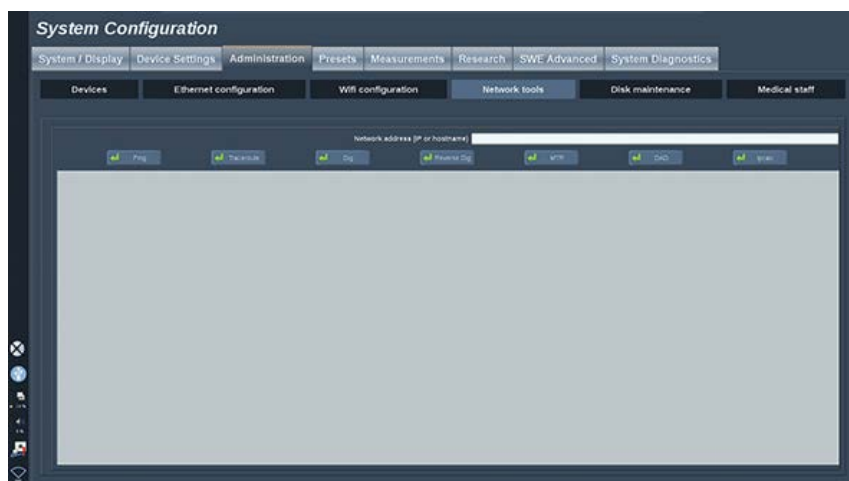 System Configuration
System / Display Device Settings Administration Presets Measurements Research SWE Advanced System Diagnostics
Devices Ethernet configuration Wifi configuration Network tools Disk maintenance Medical staff
Network address (IP or hostname)
Ping Traceroute Dig Reverse Dig MTR DAD